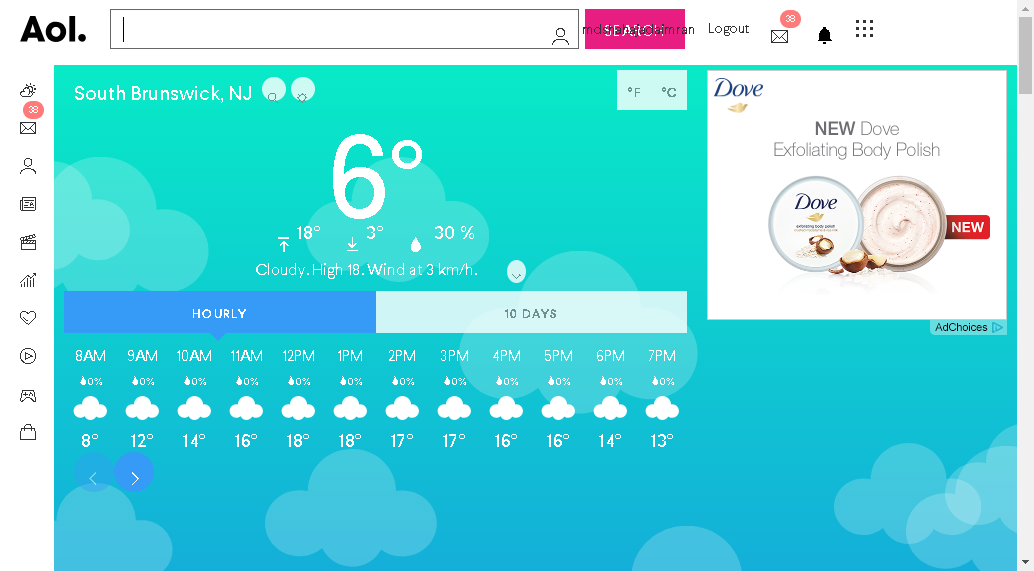 Aol.
SEARCH
Logout
38
38
South Brunswick, NJ
°F °C
6°
18° 3° 30 %
Cloudy. High 18. Wind at 3 km/h.
HOURLY 10 DAYS
8AM 9AM 10AM 11AM 12PM 1PM 2PM 3PM 4PM 5PM 6PM 7PM
0% 0% 0% 0% 0% 0% 0% 0% 0% 0% 0% 0%
8° 12° 14° 16° 18° 18° 17° 17° 16° 16° 14° 13°
Dove
NEW Dove
Exfoliating Body Polish
Dove
exfoliating body polish
NEW
AdChoices